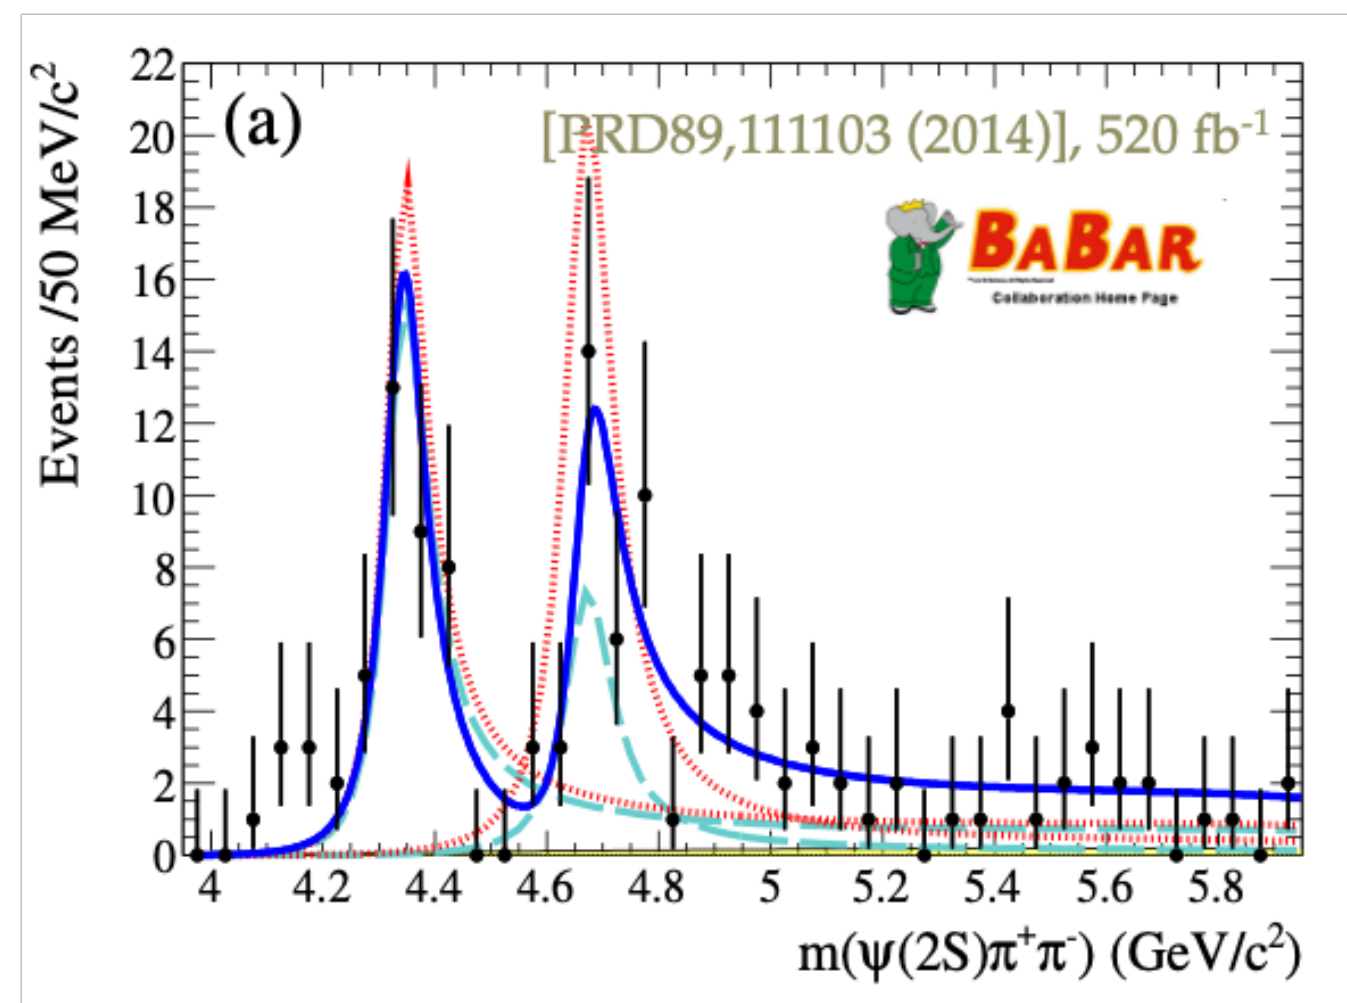 22
20
18
16
14
12
10
8
6
4
2
0
Events /50 MeV/c²
(a)
[PRD89,111103 (2014)], 520 fb⁻¹
BABAR
Collaboration Home Page
4 4.2 4.4 4.6 4.8 5 5.2 5.4 5.6 5.8
m(ψ(2S)π⁺π⁻) (GeV/c²)